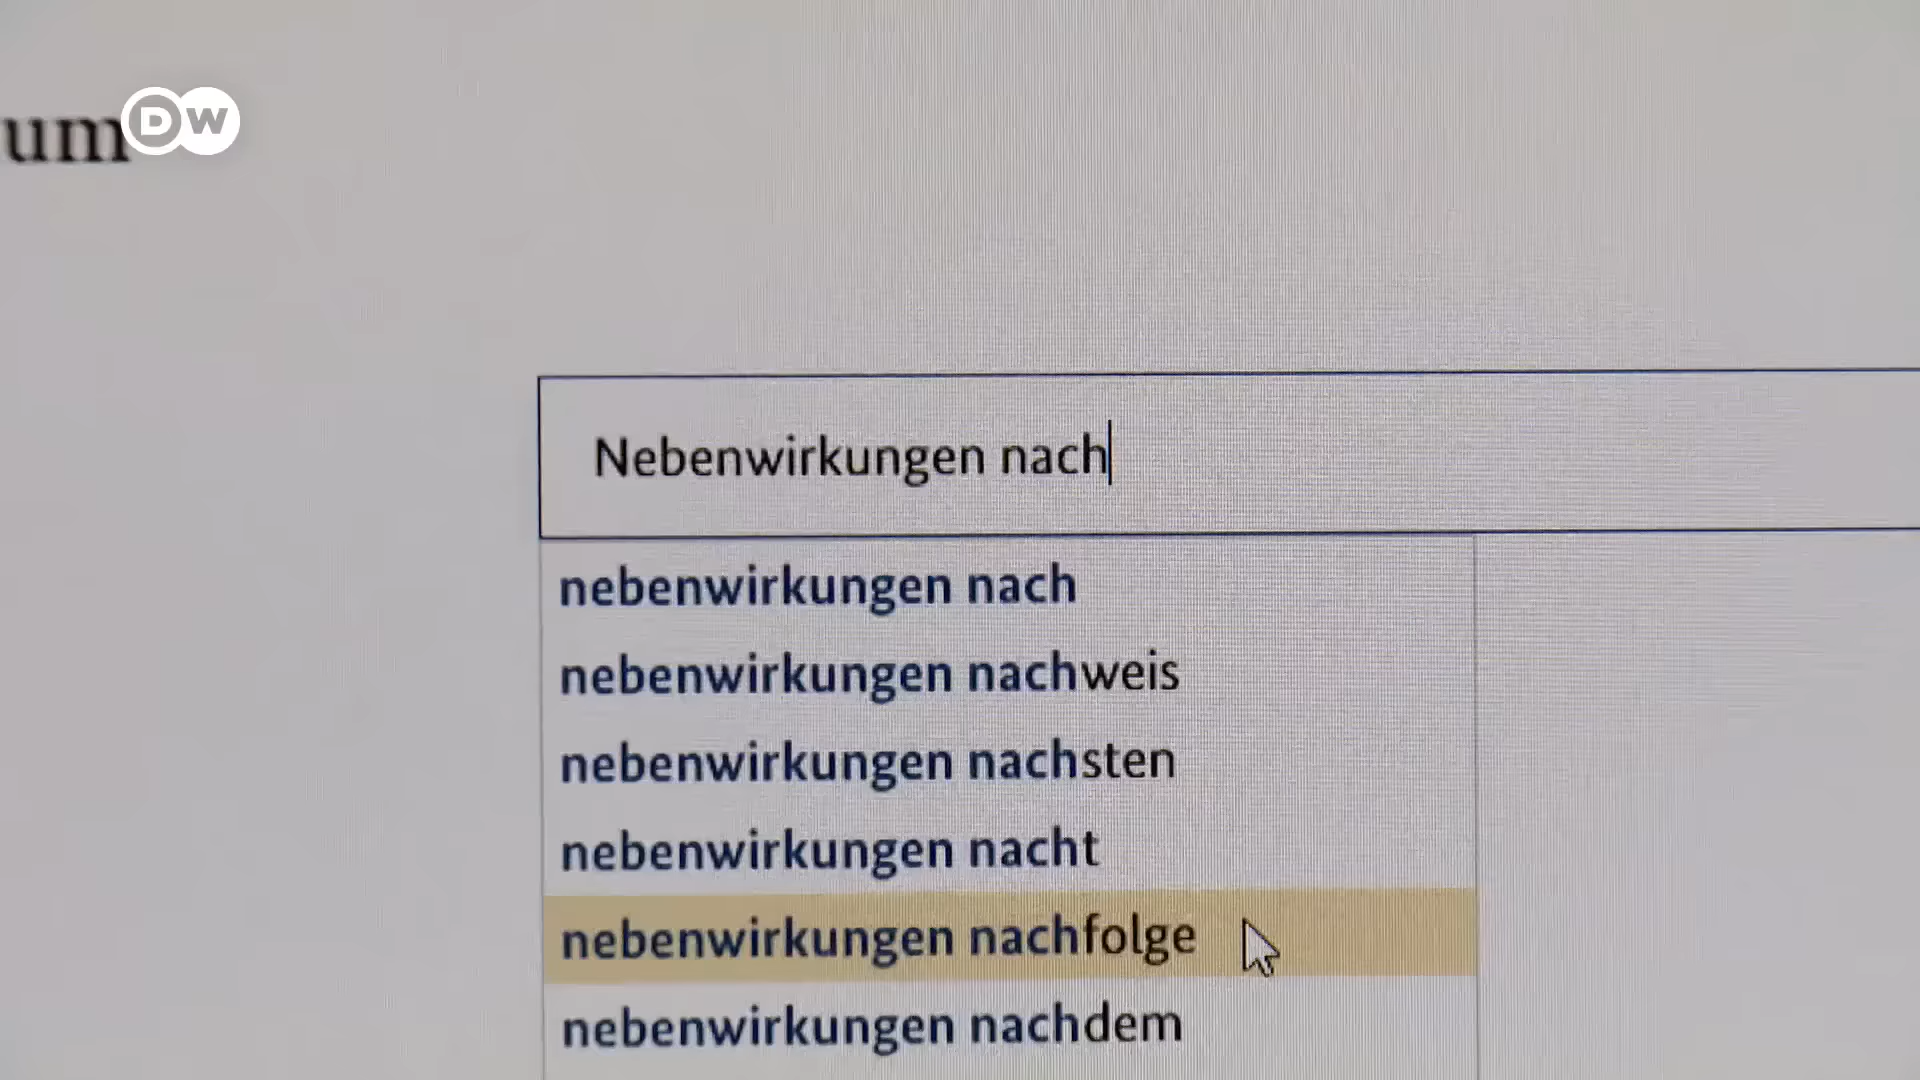 um
DW
Nebenwirkungen nach
nebenwirkungen nach
nebenwirkungen nachweis
nebenwirkungen nachsten
nebenwirkungen nacht
nebenwirkungen nachfolge
nebenwirkungen nachdem